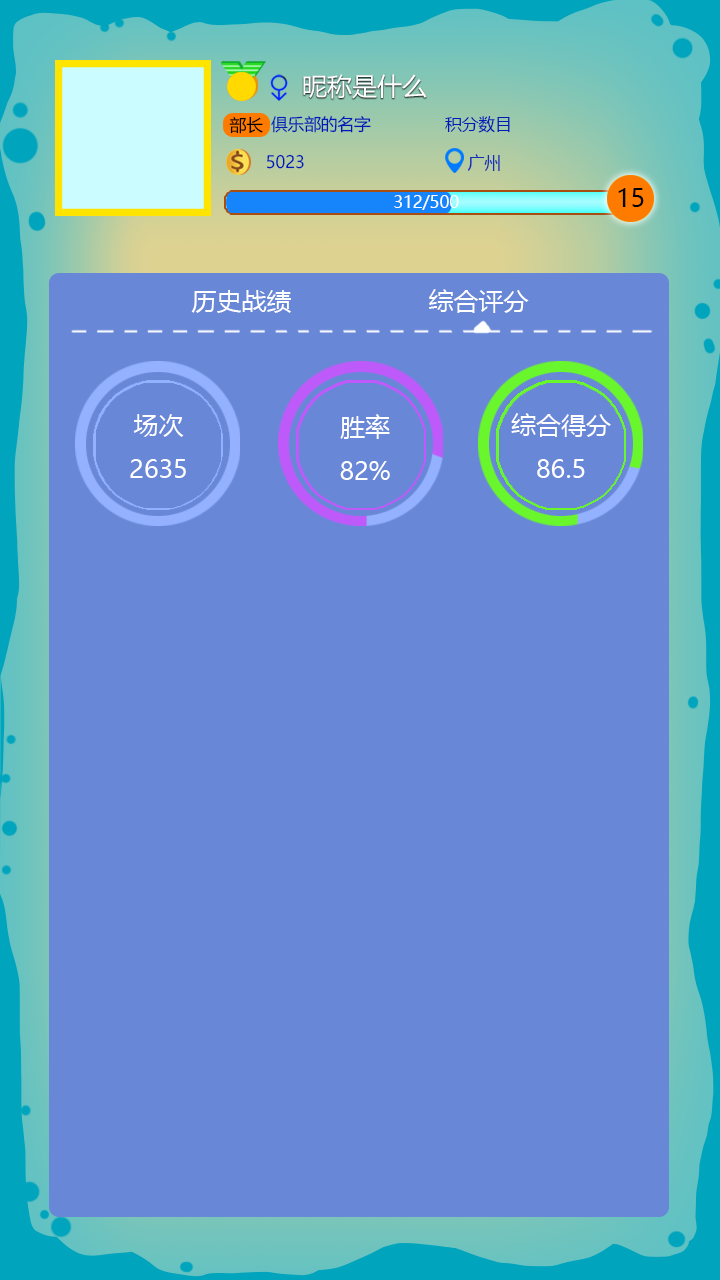 昵称是什么
部长 俱乐部的名字 积分数目
5023 广州
312/500 15
历史战绩 综合评分
场次 胜率 综合得分
2635 82% 86.5